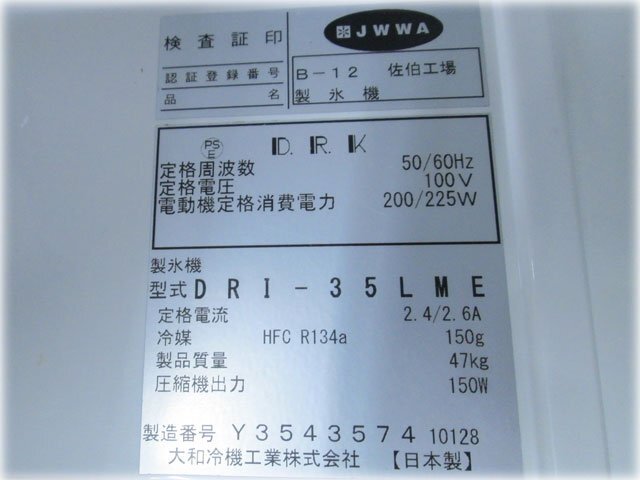 検査証印
JWWA
認証登録番号 B-12 佐伯工場
品名 製氷機
PS E D.R.K
定格周波数 50/60Hz
定格電圧 100V
電動機定格消費電力 200/225W
製氷機
型式 DRI-35LME
定格電流 2.4/2.6A
冷媒 HFC R134a 150g
製品質量 47kg
圧縮機出力 150W
製造番号 Y3543574 10128
大和冷機工業株式会社 【日本製】